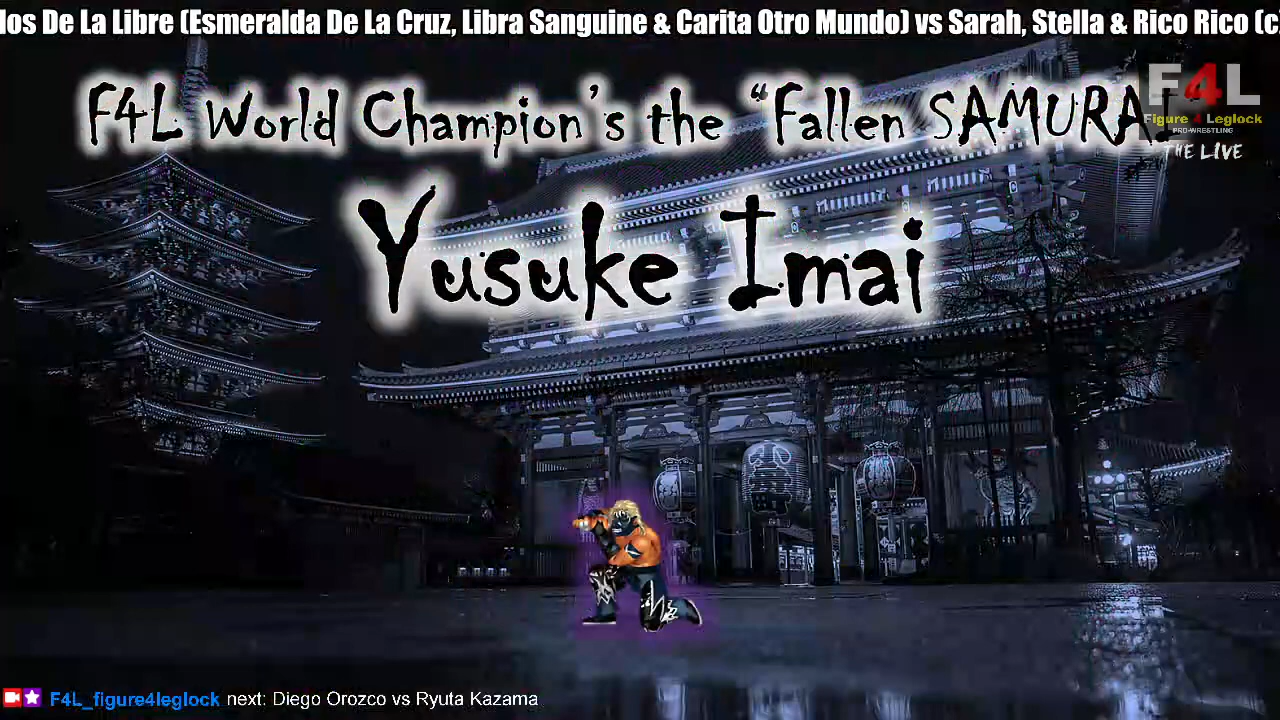 los De La Libre (Esmeralda De La Cruz, Libra Sanguine & Carita Otro Mundo) vs Sarah, Stella & Rico Rico (c
F4L World Champion's the “Fallen SAMURAI”
F4L
Figure 4 Leglock
PRO-WRESTLING
THE LIVE
Yusuke Imai
F4L_figure4leglock next: Diego Orozco vs Ryuta Kazama